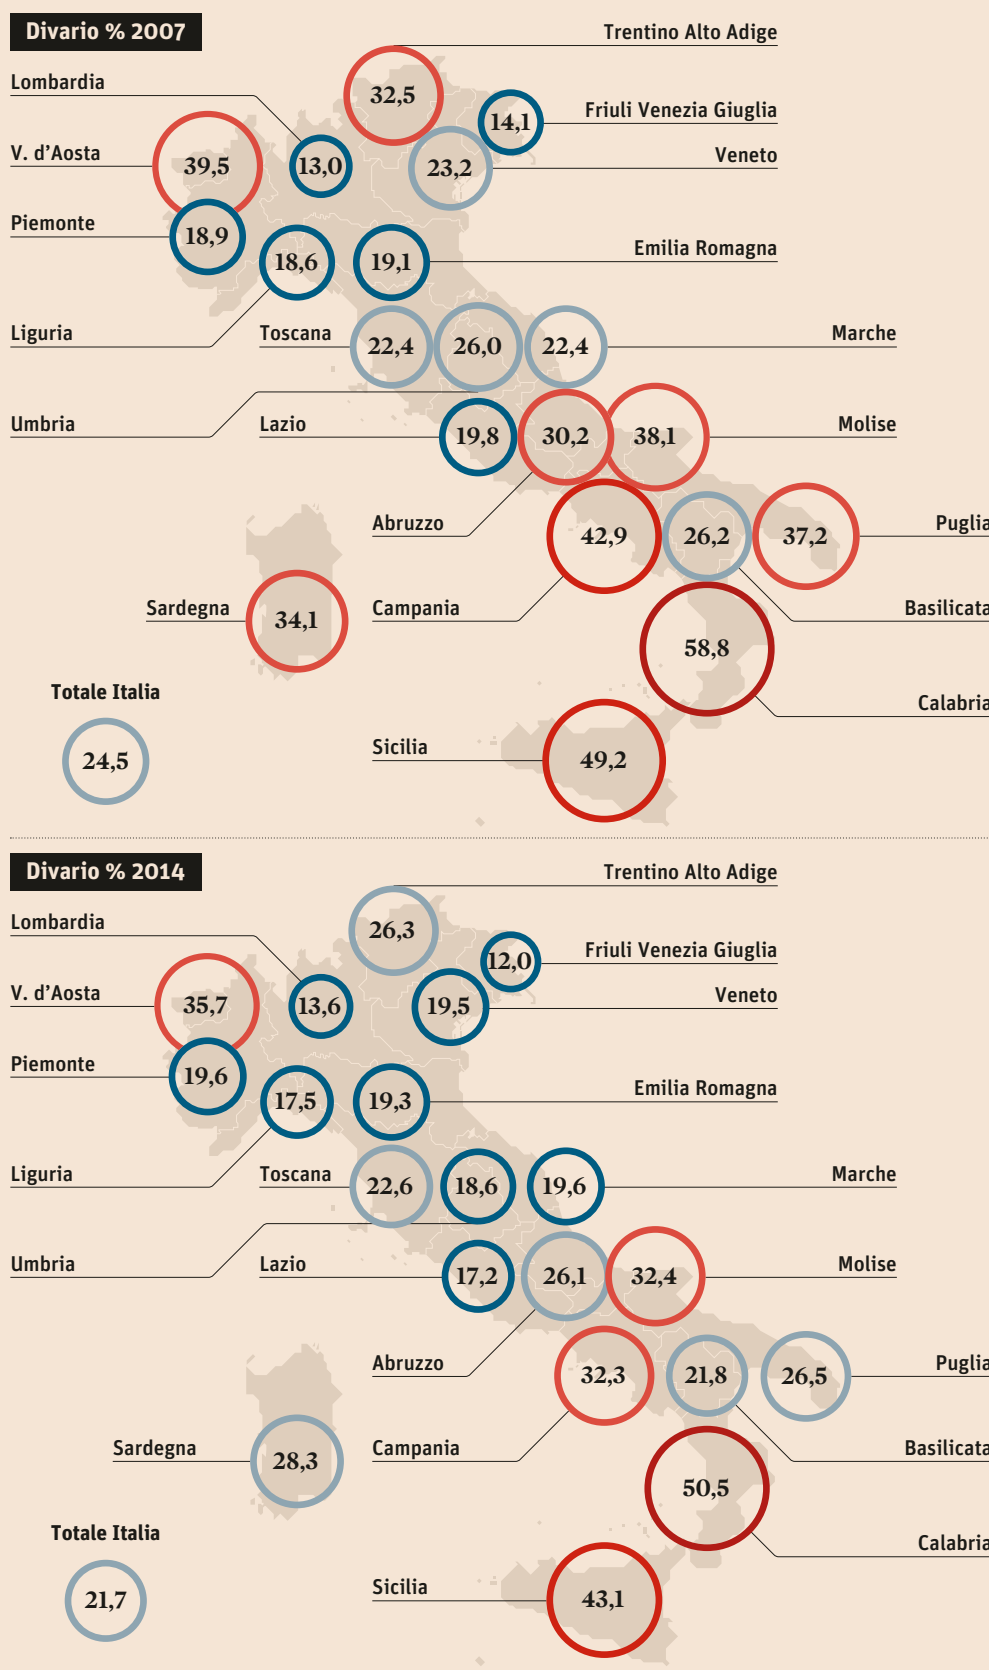 Divario % 2007
Trentino Alto Adige
32,5
Lombardia
13,0
Friuli Venezia Giuglia
14,1
V. d'Aosta
39,5
Veneto
23,2
Piemonte
18,9
18,6
19,1
Emilia Romagna
Liguria
Toscana
22,4
26,0
22,4
Marche
Umbria
Lazio
19,8
30,2
38,1
Molise
Abruzzo
42,9
26,2
37,2
Puglia
Sardegna
34,1
Campania
Basilicata
58,8
Calabria
Totale Italia
24,5
Sicilia
49,2
Divario % 2014
Trentino Alto Adige
26,3
Lombardia
13,6
Friuli Venezia Giuglia
12,0
V. d'Aosta
35,7
Veneto
19,5
Piemonte
19,6
17,5
19,3
Emilia Romagna
Liguria
Toscana
22,6
18,6
19,6
Marche
Umbria
Lazio
17,2
26,1
32,4
Molise
Abruzzo
32,3
21,8
26,5
Puglia
Sardegna
28,3
Campania
Basilicata
50,5
Calabria
Totale Italia
21,7
Sicilia
43,1